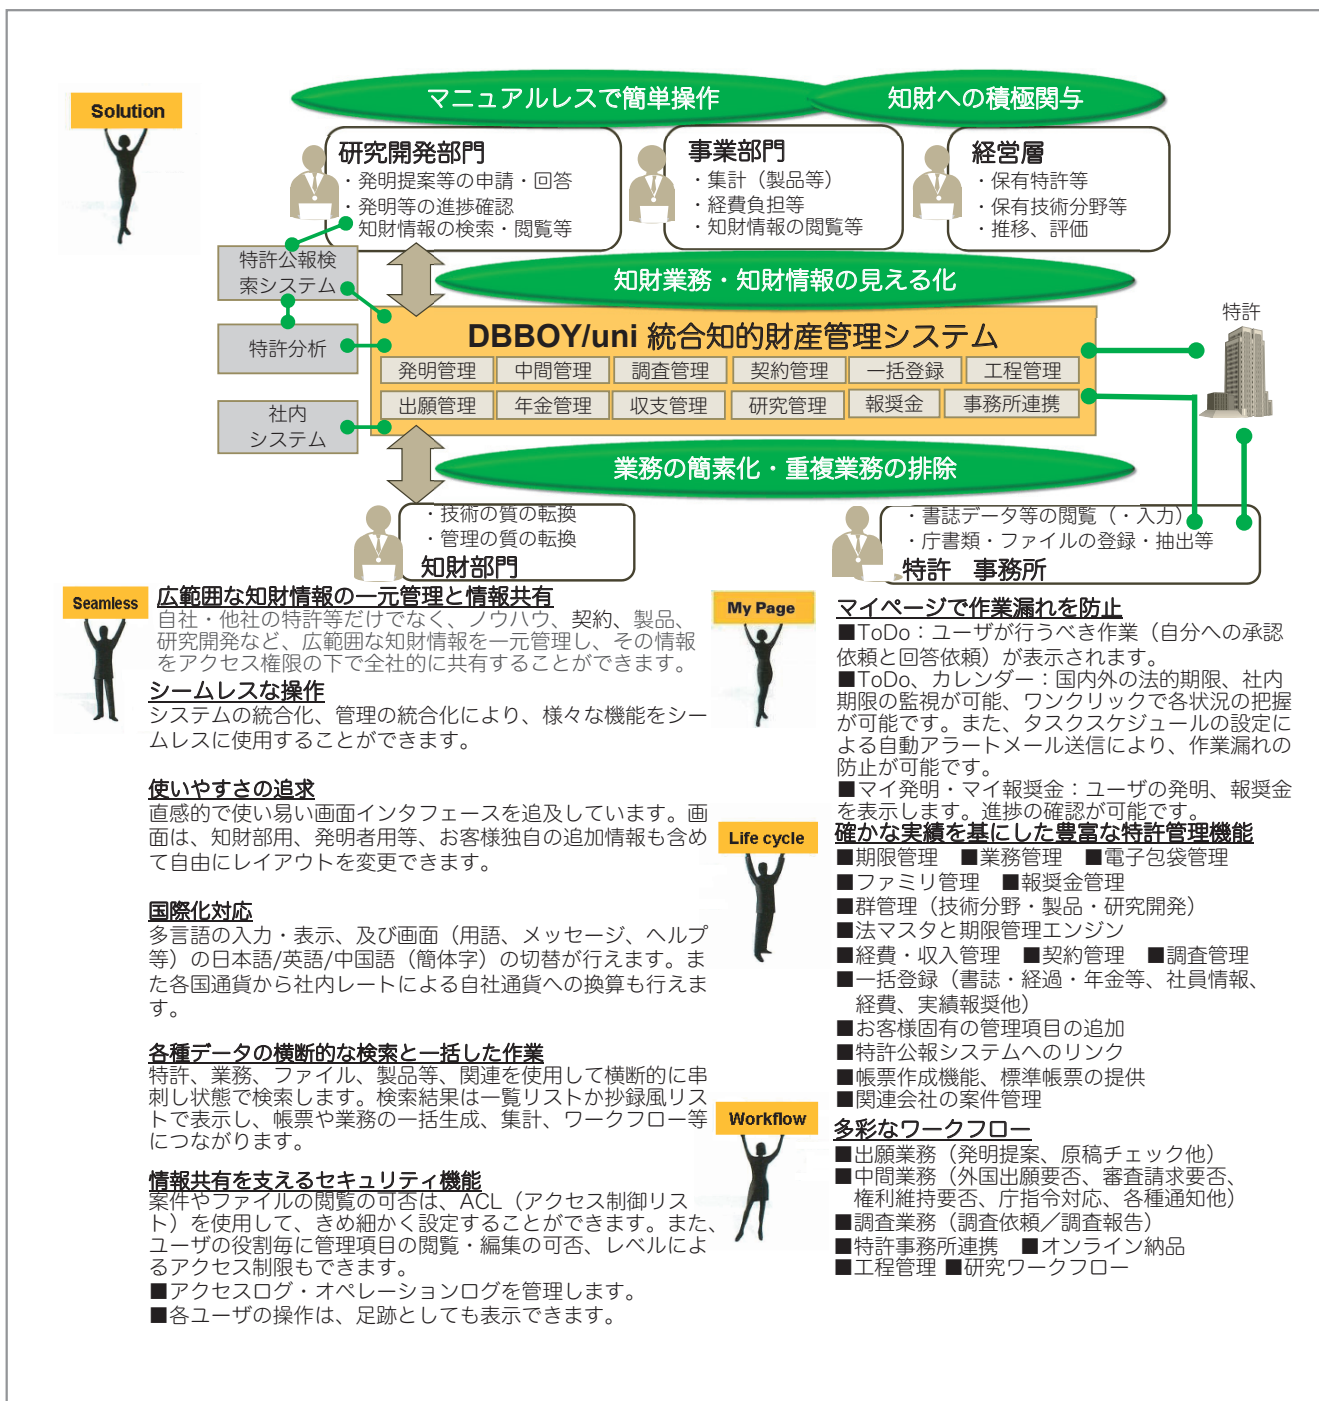 Solution
マニュアルレスで簡単操作
知財への積極関与
研究開発部門
・発明提案等の申請・回答
・発明等の進捗確認
知財情報の検索・閲覧等
事業部門
・集計（製品等）
・経費負担等
・知財情報の閲覧等
経営層
・保有特許等
・保有技術分野等
・推移、評価
特許公報検
索システム
特許分析
社内
システム
知財業務・知財情報の見える化
DBBOY/uni 統合知的財産管理システム
発明管理 中間管理 調査管理 契約管理 一括登録 工程管理
出願管理 年金管理 収支管理 研究管理 報奨金 事務所連携
特許
業務の簡素化・重複業務の排除
・技術の質の転換
・管理の質の転換
知財部門
・書誌データ等の閲覧（・入力）
・庁書類・ファイルの登録・抽出等
特許　事務所
Seamless
広範囲な知財情報の一元管理と情報共有
自社・他社の特許等だけでなく、ノウハウ、契約、製品、
研究開発など、広範囲な知財情報を一元管理し、その情報
をアクセス権限の下で全社的に共有することができます。
シームレスな操作
システムの統合化、管理の統合化により、様々な機能をシー
ムレスに使用することができます。
使いやすさの追求
直感的で使い易い画面インタフェースを追及しています。画
面は、知財部用、発明者用等、お客様独自の追加情報も含め
て自由にレイアウトを変更できます。
国際化対応
多言語の入力・表示、及び画面（用語、メッセージ、ヘルプ
等）の日本語/英語/中国語（簡体字）の切替が行えます。ま
た各国通貨から社内レートによる自社通貨への換算も行えま
す。
各種データの横断的な検索と一括した作業
特許、業務、ファイル、製品等、関連を使用して横断的に串
刺し状態で検索します。検索結果は一覧リストか抄録風リス
トで表示し、帳票や業務の一括生成、集計、ワークフロー等
につながります。
情報共有を支えるセキュリティ機能
案件やファイルの閲覧の可否は、ACL（アクセス制御リス
ト）を使用して、きめ細かく設定することができます。また、
ユーザの役割毎に管理項目の閲覧・編集の可否、レベルによ
るアクセス制限もできます。
■アクセスログ・オペレーションログを管理します。
■各ユーザの操作は、足跡としても表示できます。
My Page
マイページで作業漏れを防止
■ToDo：ユーザが行うべき作業（自分への承認
依頼と回答依頼）が表示されます。
■ToDo、カレンダー：国内外の法的期限、社内
期限の監視が可能、ワンクリックで各状況の把握
が可能です。また、タスクスケジュールの設定に
よる自動アラートメール送信により、作業漏れの
防止が可能です。
■マイ発明・マイ報奨金：ユーザの発明、報奨金
を表示します。進捗の確認が可能です。
Life cycle
確かな実績を基にした豊富な特許管理機能
■期限管理　■業務管理　■電子包袋管理
■ファミリ管理　■報奨金管理
■群管理（技術分野・製品・研究開発）
■法マスタと期限管理エンジン
■経費・収入管理　■契約管理　■調査管理
■一括登録（書誌・経過・年金等、社員情報、
経費、実績報奨他）
■お客様固有の管理項目の追加
■特許公報システムへのリンク
■帳票作成機能、標準帳票の提供
■関連会社の案件管理
Workflow
多彩なワークフロー
■出願業務（発明提案、原稿チェック他）
■中間業務（外国出願要否、審査請求要否、
権利維持要否、庁指令対応、各種通知他）
■調査業務（調査依頼／調査報告）
■特許事務所連携　■オンライン納品
■工程管理 ■研究ワークフロー